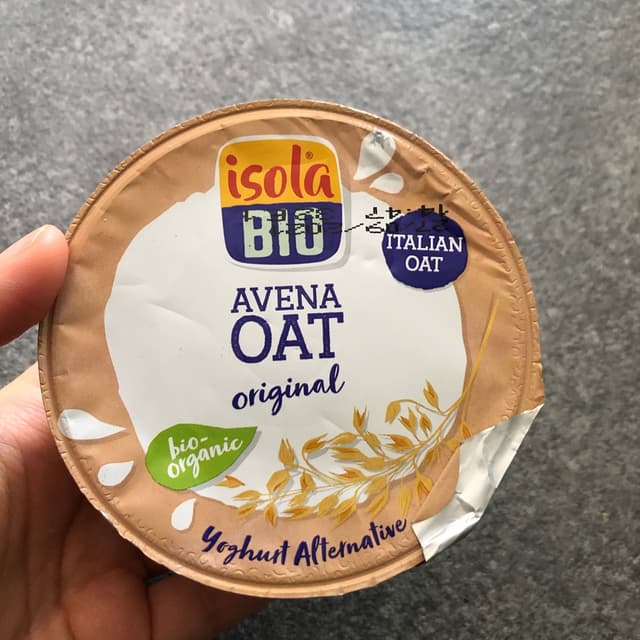 isola®
BIO
ITALIAN
OAT
AVENA
OAT
original
bio-
organic
Yoghurt Alternative